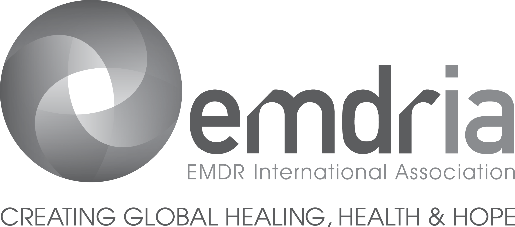 emdria
EMDR International Association
CREATING GLOBAL HEALING, HEALTH & HOPE